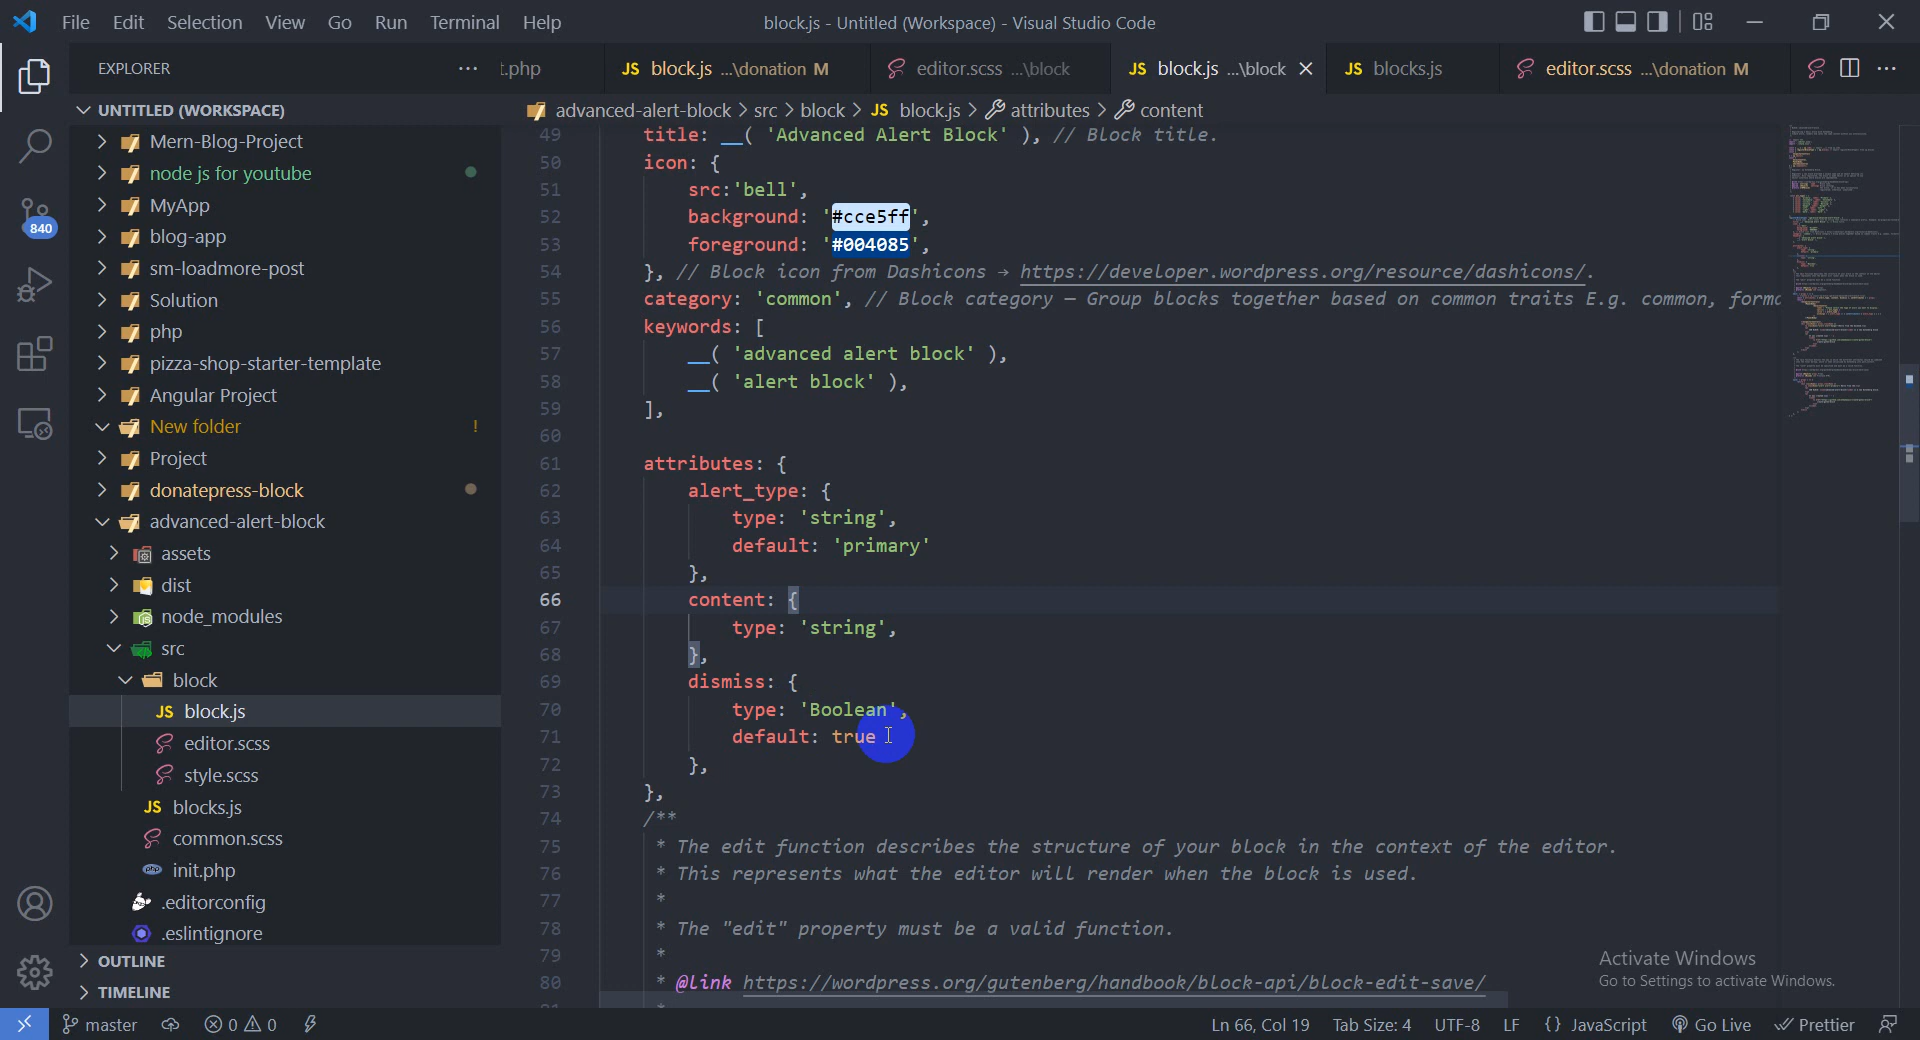 File Edit Selection View Go Run Terminal Help
block.js - Untitled (Workspace) - Visual Studio Code
EXPLORER
t.php
JS block.js ...\donation M
editor.scss ...\block
JS block.js ...\block
JS blocks.js
editor.scss ...\donation M
UNTITLED (WORKSPACE)
advanced-alert-block > src > block > JS block.js > attributes > content
Mern-Blog-Project
node js for youtube
MyApp
blog-app
sm-loadmore-post
Solution
php
pizza-shop-starter-template
Angular Project
New folder !
Project
donatepress-block
advanced-alert-block
assets
dist
node_modules
src
block
JS block.js
editor.scss
style.scss
JS blocks.js
common.scss
php init.php
.editorconfig
.eslintignore
OUTLINE
TIMELINE
840
49 title: __( 'Advanced Alert Block' ), // Block title.
50 icon: {
51 src:'bell',
52 background: '#cce5ff',
53 foreground: '#004085',
54 }, // Block icon from Dashicons → https://developer.wordpress.org/resource/dashicons/.
55 category: 'common', // Block category — Group blocks together based on common traits E.g. common, forma
56 keywords: [
57 __( 'advanced alert block' ),
58 __( 'alert block' ),
59 ],
60
61 attributes: {
62 alert_type: {
63 type: 'string',
64 default: 'primary'
65 },
66 content: {
67 type: 'string',
68 },
69 dismiss: {
70 type: 'Boolean',
71 default: true
72 },
73 },
74 /**
75 * The edit function describes the structure of your block in the context of the editor.
76 * This represents what the editor will render when the block is used.
77 *
78 * The "edit" property must be a valid function.
79 *
80 * @link https://wordpress.org/gutenberg/handbook/block-api/block-edit-save/
81 *
Activate Windows
Go to Settings to activate Windows.
master 0 0 Ln 66, Col 19 Tab Size: 4 UTF-8 LF {} JavaScript Go Live Prettier